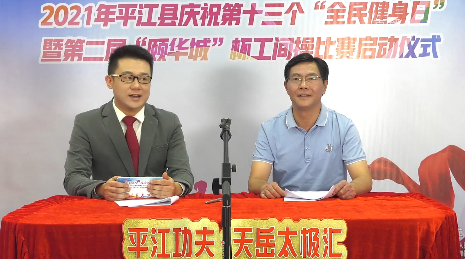 2021年平江县庆祝第十三个“全民健身日”
暨第二届“颐华城”杯工间操比赛启动仪式
平江功夫 天岳太极汇